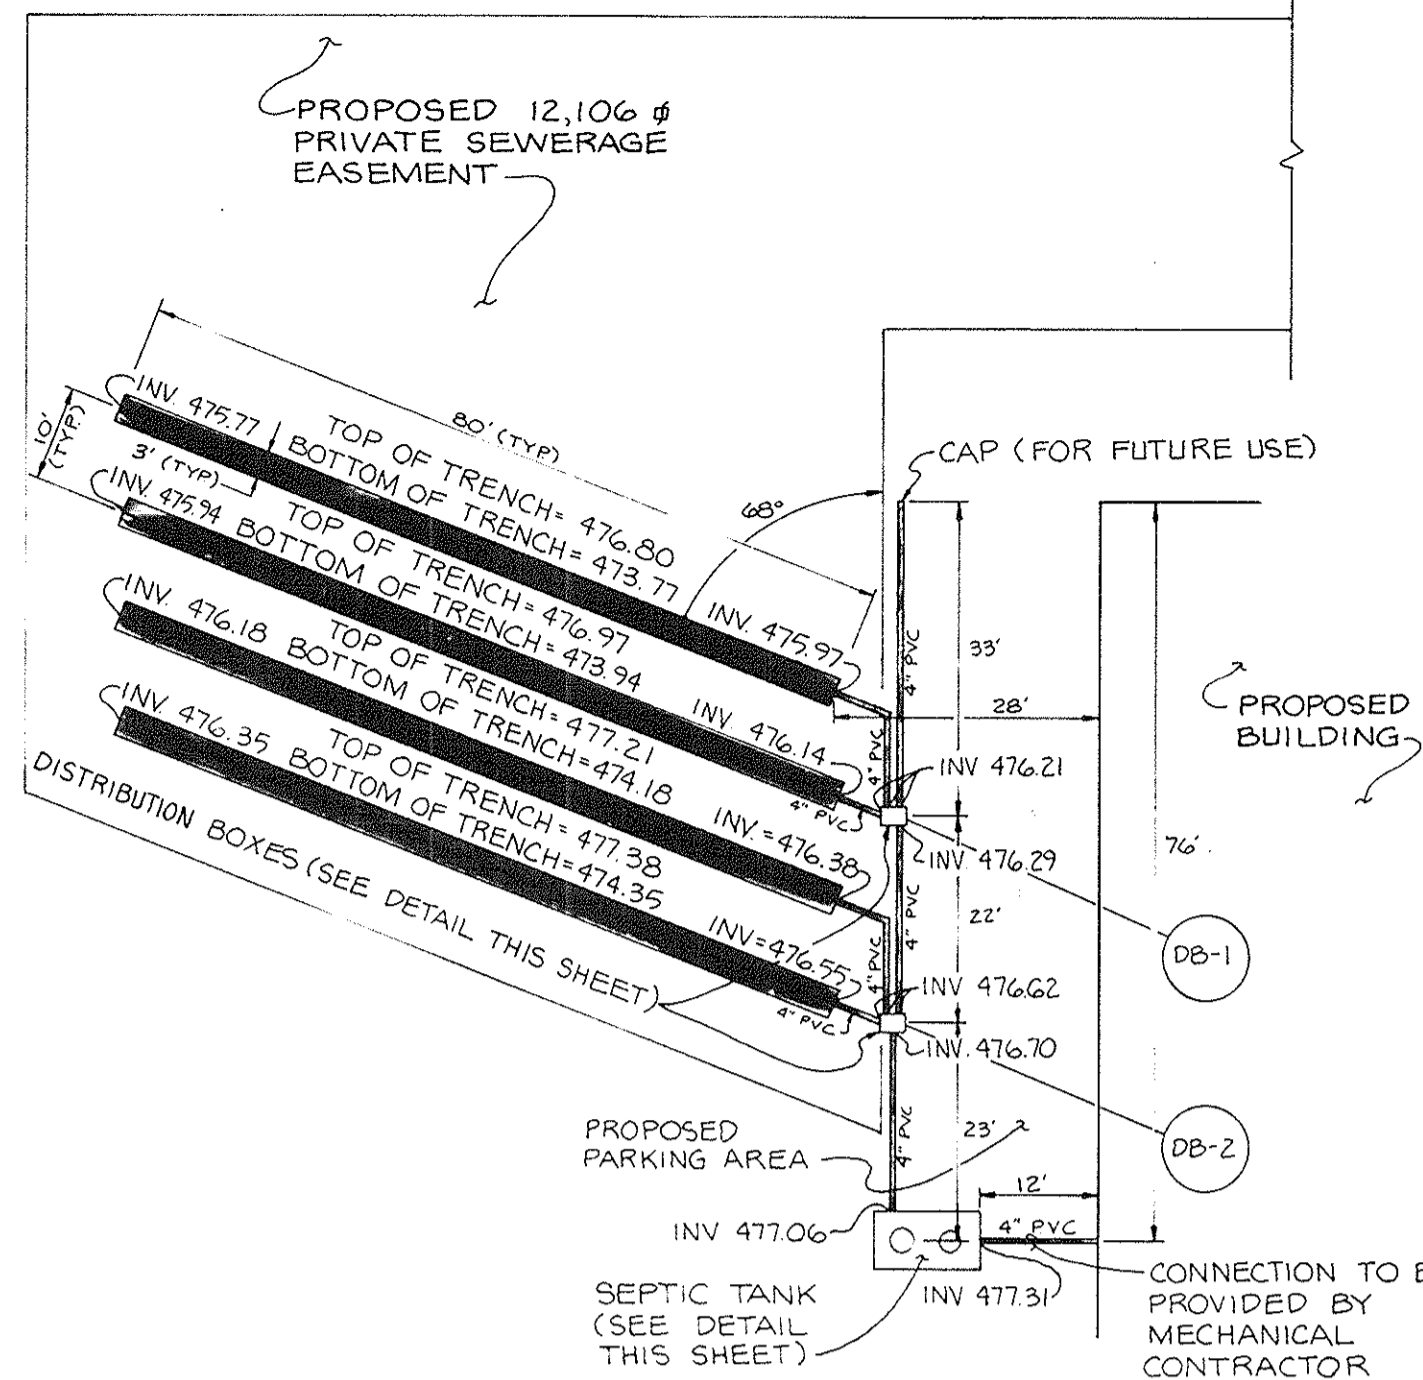 PROPOSED 12,106 ⌀
PRIVATE SEWERAGE
EASEMENT
10'
(TYP.)
INV. 475.77
80' (TYP.)
3' (TYP.)
TOP OF TRENCH = 476.80
BOTTOM OF TRENCH = 473.77
INV. 475.97
INV. 475.94
TOP OF TRENCH = 476.97
BOTTOM OF TRENCH = 473.94
INV. 476.14
INV. 476.18
TOP OF TRENCH = 477.21
BOTTOM OF TRENCH = 474.18
INV. = 476.38
INV. 476.35
TOP OF TRENCH = 477.38
BOTTOM OF TRENCH = 474.35
INV = 476.55
DISTRIBUTION BOXES (SEE DETAIL THIS SHEET)
68°
CAP (FOR FUTURE USE)
4" PVC
33'
28'
4" PVC
4" PVC
INV 476.21
INV. 476.29
4" PVC
22'
4" PVC
4" PVC
INV 476.62
INV. 476.70
PROPOSED
BUILDING
76'
DB-1
DB-2
PROPOSED
PARKING AREA
4" PVC
23'
12'
4" PVC
INV 477.06
INV 477.31
SEPTIC TANK
(SEE DETAIL
THIS SHEET)
CONNECTION TO B
PROVIDED BY
MECHANICAL
CONTRACTOR